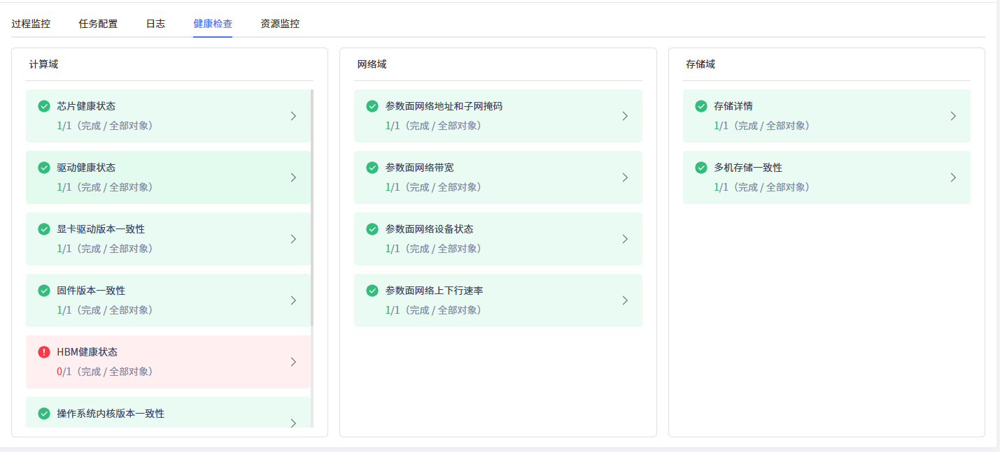 过程监控 任务配置 日志 健康检查 资源监控
计算域
芯片健康状态
1/1（完成 / 全部对象）
驱动健康状态
1/1（完成 / 全部对象）
显卡驱动版本一致性
1/1（完成 / 全部对象）
固件版本一致性
1/1（完成 / 全部对象）
HBM健康状态
0/1（完成 / 全部对象）
操作系统内核版本一致性
网络域
参数面网络地址和子网掩码
1/1（完成 / 全部对象）
参数面网络带宽
1/1（完成 / 全部对象）
参数面网络设备状态
1/1（完成 / 全部对象）
参数面网络上下行速率
1/1（完成 / 全部对象）
存储域
存储详情
1/1（完成 / 全部对象）
多机存储一致性
1/1（完成 / 全部对象）